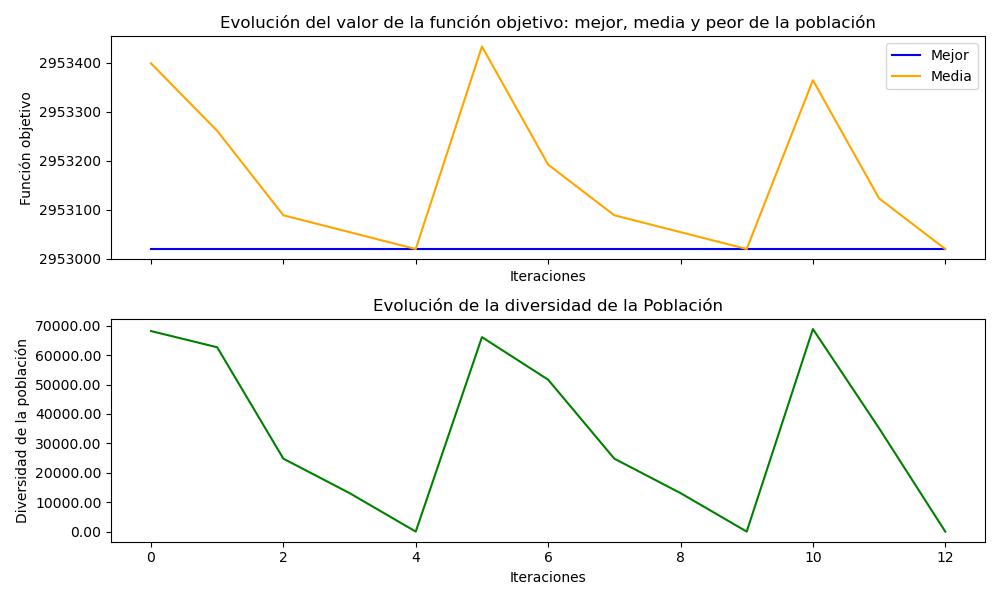 Evolución del valor de la función objetivo: mejor, media y peor de la población
Función objetivo
2953400
2953300
2953200
2953100
2953000
Mejor
Media
Iteraciones
Evolución de la diversidad de la Población
Diversidad de la población
70000.00
60000.00
50000.00
40000.00
30000.00
20000.00
10000.00
0.00
0 2 4 6 8 10 12
Iteraciones